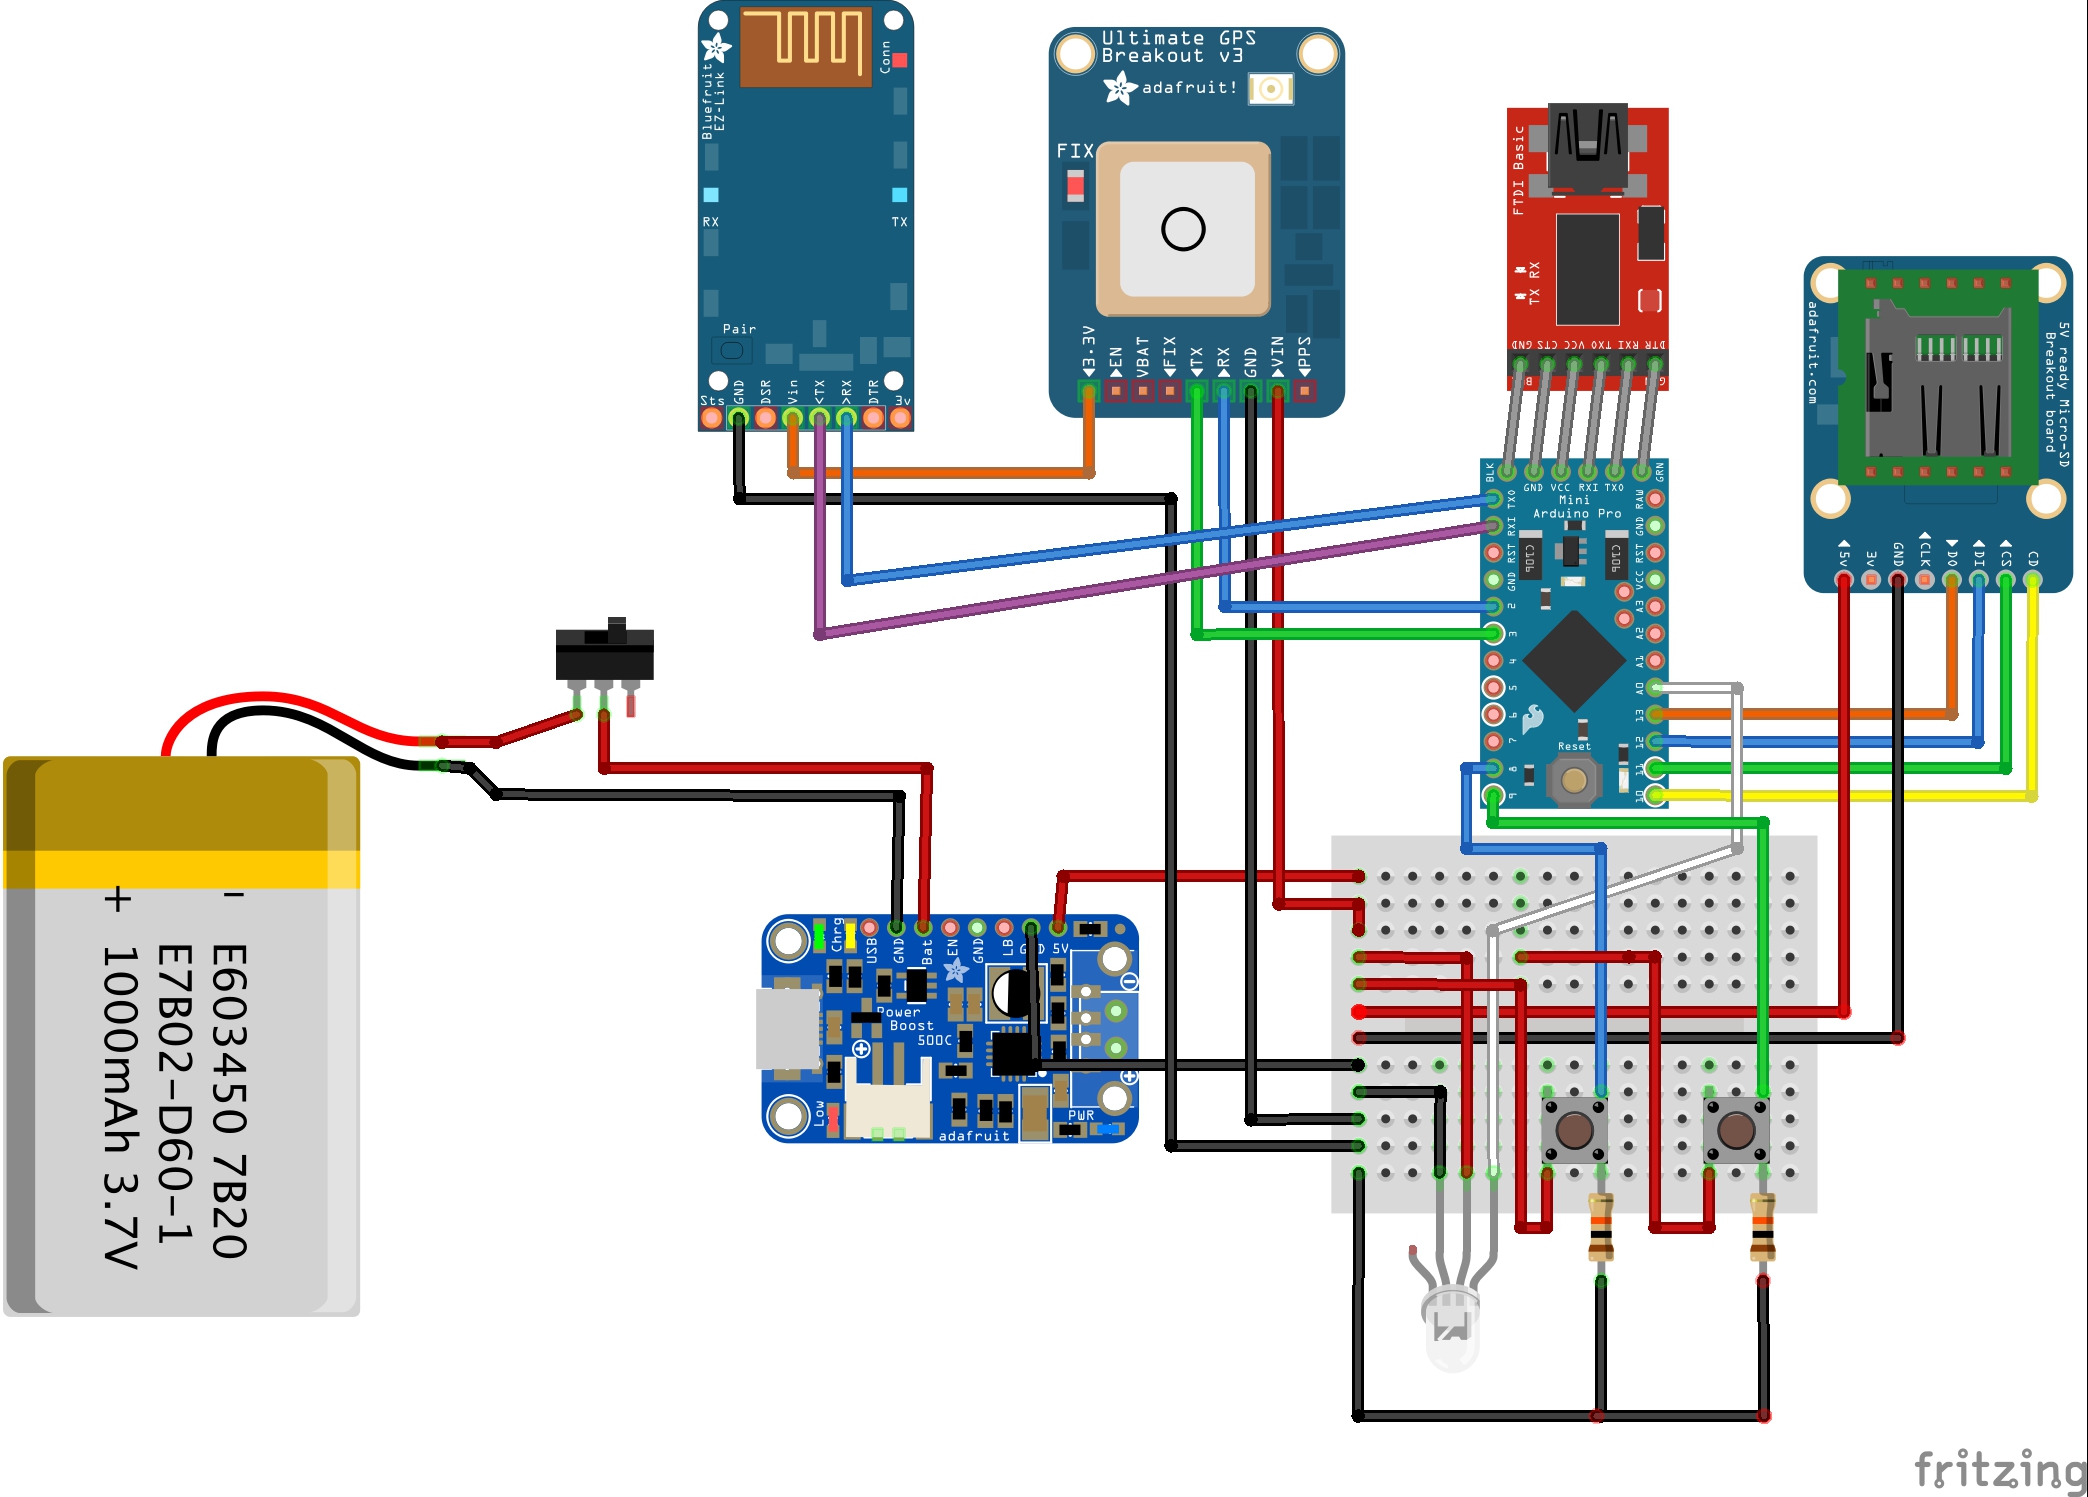 Bluefruit
EZ-Link
Conn
RX
TX
Pair
Sts
GND
DSR
Vin
<TX
>RX
DTR
3v
Ultimate GPS
Breakout v3
adafruit!
FIX
3.3V
EN
VBAT
FIX
TX
RX
GND
VIN
PPS
FTDI Basic
TX RX
GND
CTS
VCC
TXO
RXI
DTR
B
GRN
5V ready Micro-SD
Breakout board
adafruit.com
5v
3v
GND
CLK
DO
DI
CS
CD
BLK
GND
VCC
RXI
TXO
GRN
Mini
Arduino Pro
TXO
RXI
RST
GND
2
3
4
5
6
7
8
9
RAW
GND
RST
VCC
A3
A2
A1
A0
13
12
11
10
Reset
E603450 7B20
E7B02-D60-1
1000mAh 3.7V
+
-
Chrg
USB
GND
Bat
EN
GND
LB
GND
5V
Power
Boost
500C
Low
adafruit
PWR
fritzing